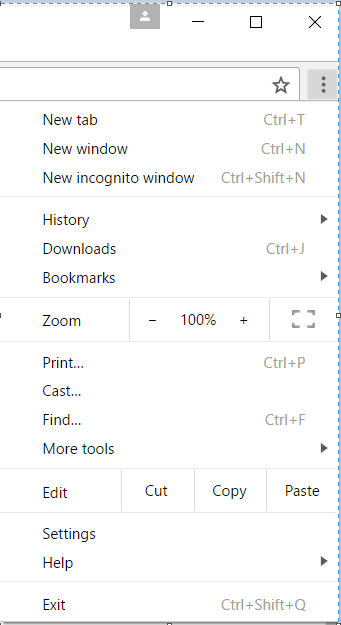 New tab Ctrl+T
New window Ctrl+N
New incognito window Ctrl+Shift+N
History
Downloads Ctrl+J
Bookmarks
Zoom − 100% +
Print... Ctrl+P
Cast...
Find... Ctrl+F
More tools
Edit Cut Copy Paste
Settings
Help
Exit Ctrl+Shift+Q